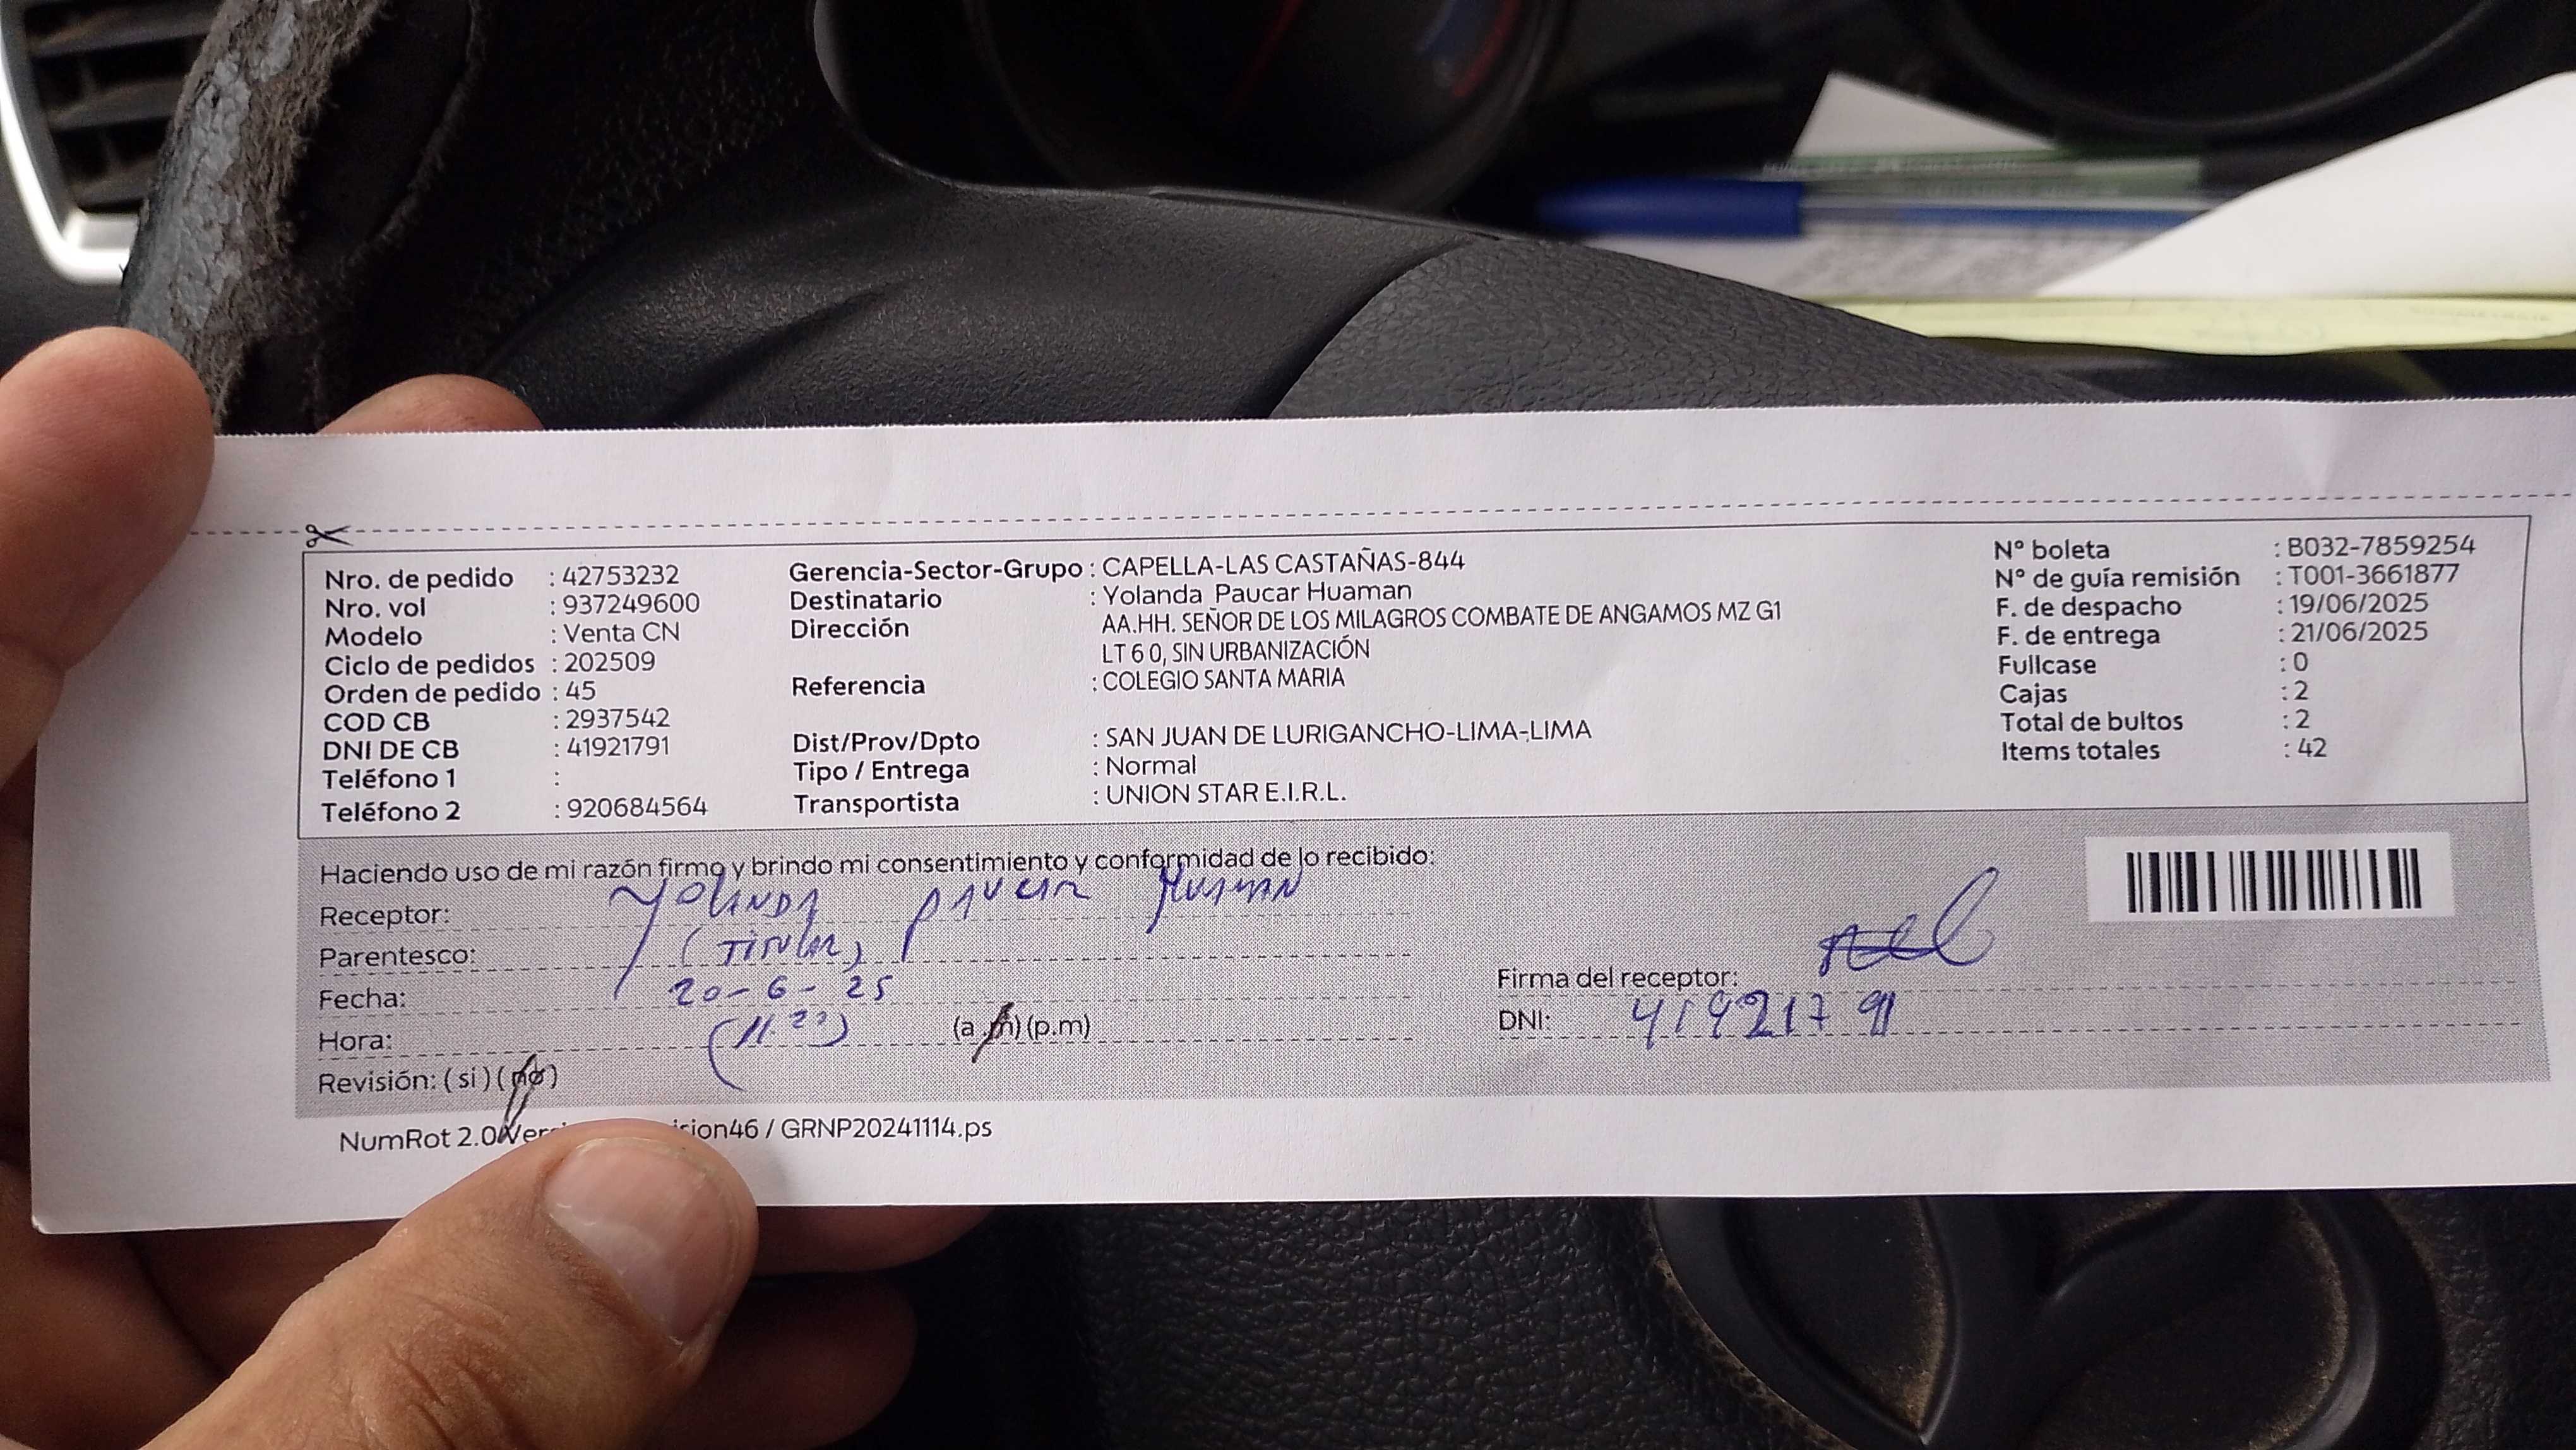 Nro. de pedido : 42753232
Nro. vol : 937249600
Modelo : Venta CN
Ciclo de pedidos : 202509
Orden de pedido : 45
COD CB : 2937542
DNI DE CB : 41921791
Teléfono 1 :
Teléfono 2 : 920684564
Gerencia-Sector-Grupo : CAPELLA-LAS CASTAÑAS-844
Destinatario : Yolanda Paucar Huaman
Dirección AA.HH. SEÑOR DE LOS MILAGROS COMBATE DE ANGAMOS MZ G1
LT 6 0, SIN URBANIZACIÓN
Referencia : COLEGIO SANTA MARIA
Dist/Prov/Dpto : SAN JUAN DE LURIGANCHO-LIMA-LIMA
Tipo / Entrega : Normal
Transportista : UNION STAR E.I.R.L.
N° boleta : B032-7859254
N° de guía remisión : T001-3661877
F. de despacho : 19/06/2025
F. de entrega : 21/06/2025
Fullcase : 0
Cajas : 2
Total de bultos : 2
Items totales : 42
Haciendo uso de mi razón firmo y brindo mi consentimiento y conformidad de lo recibido:
Receptor: YOLANDA PAUCAR HUAMAN
Parentesco: (TITULAR)
Fecha: 20-6-25
Hora: (a.m) (p.m)
Revisión: (si) (no)
Firma del receptor:
DNI: 41921791
NumRot 2.0 / GRNP20241114.ps